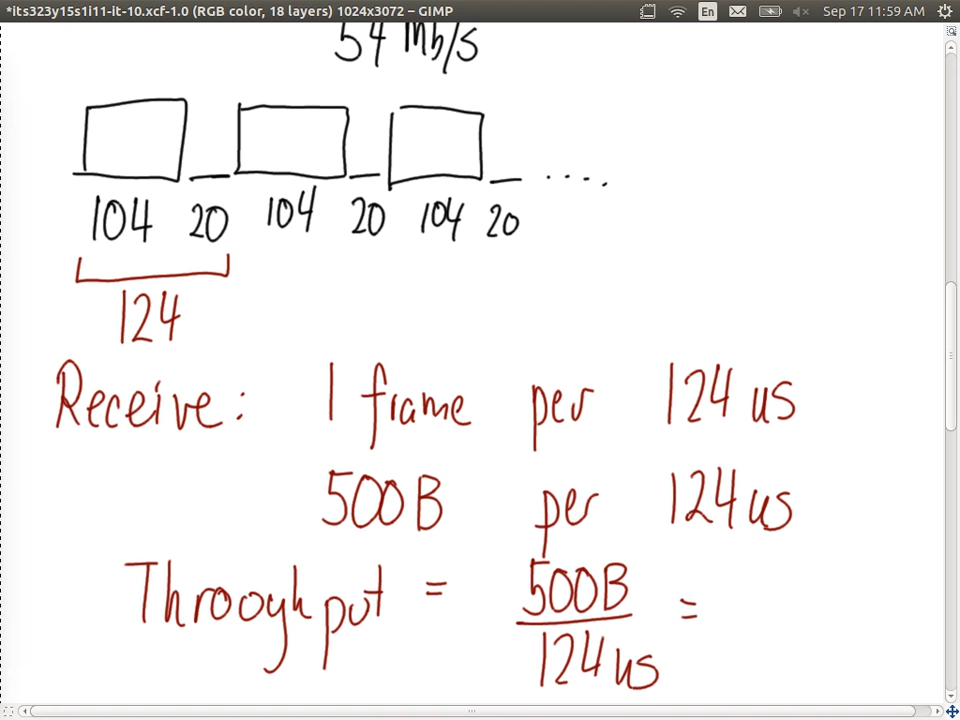 *its323y15s1i11-it-10.xcf-1.0 (RGB color, 18 layers) 1024x3072 – GIMP En Sep 17 11:59 AM
54 Mb/s
104 20 104 20 104 20 ....
124
Receive: 1 frame per 124 us
500B per 124 us
Throughput = 500B / 124 us =